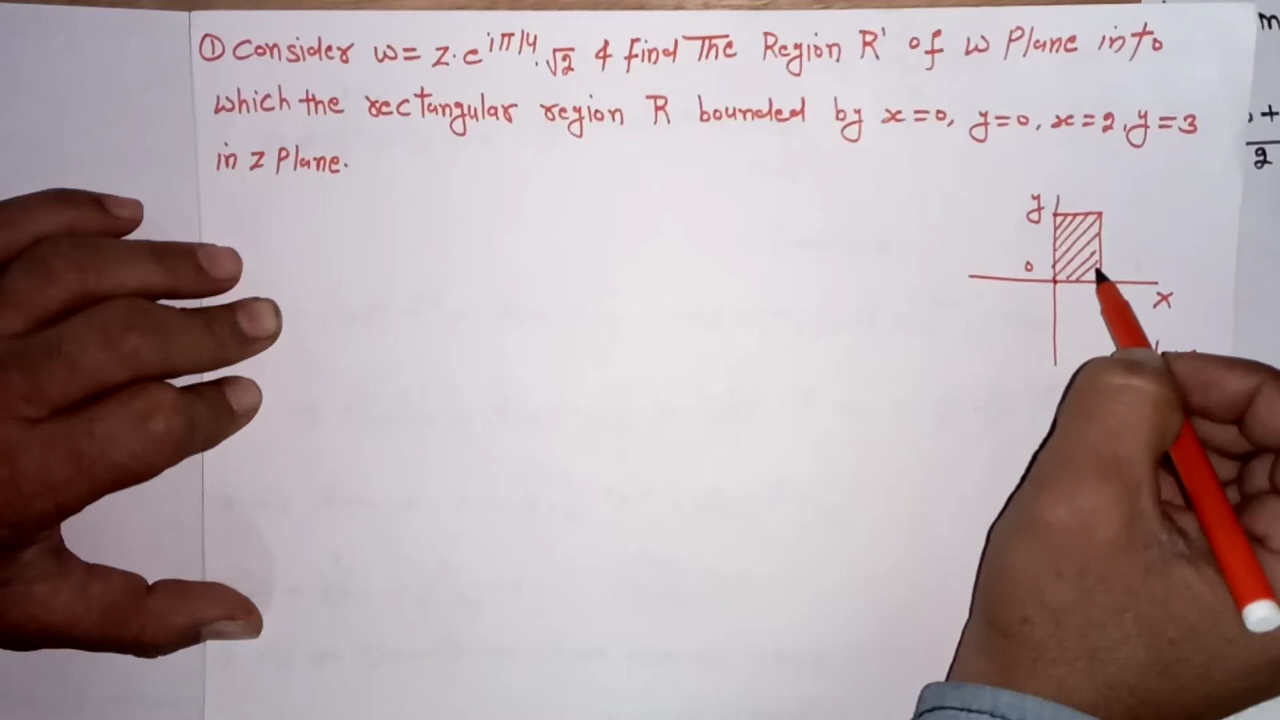 ① Consider w = z·e^{iπ/4}·√2 & find The Region R' of w Plane into
which the rectangular region R bounded by x=0, y=0, x=2, y=3
in z Plane.
y
0
x
m
+
2